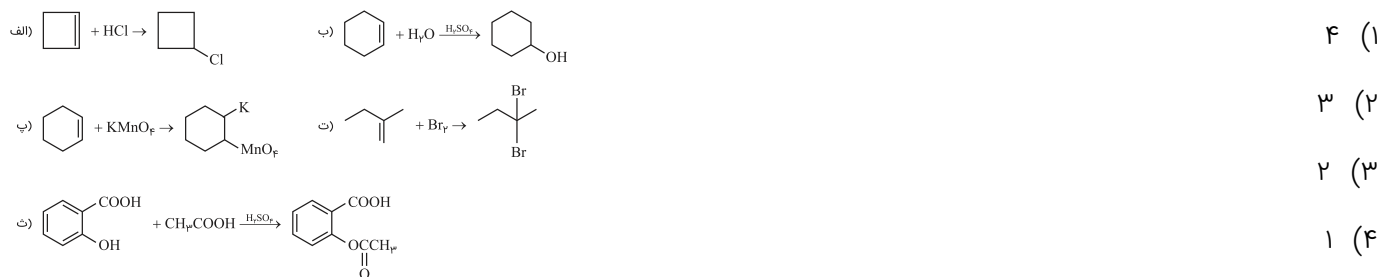 الف) + HCl → Cl
ب) + H۲O H۲SO۴ → OH
پ) + KMnO۴ → K MnO۴
ت) + Br۲ → Br Br
ث) COOH OH + CH۳COOH H۲SO۴ → COOH OCCH۳ O
۱) ۴
۲) ۳
۳) ۲
۴) ۱